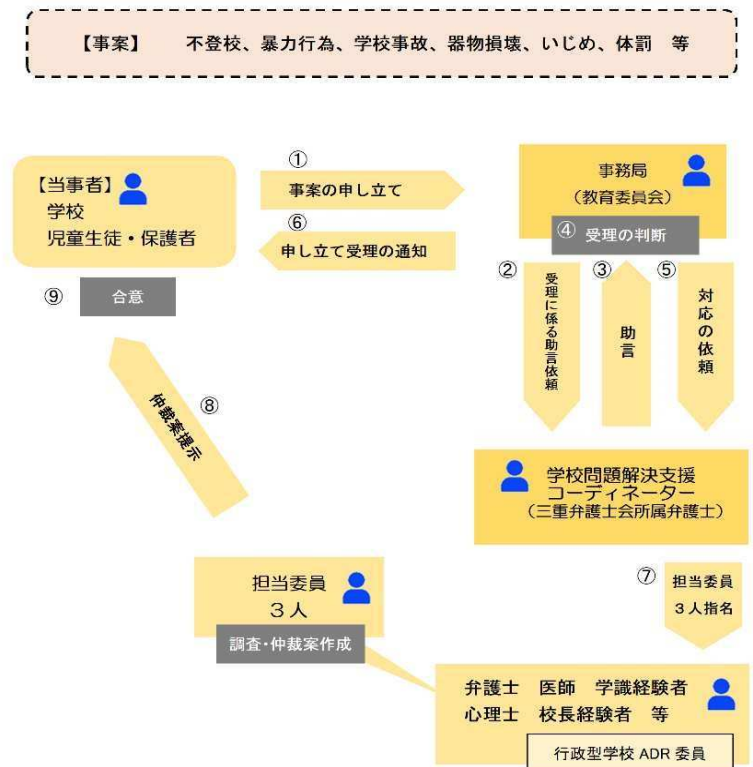 【事案】　不登校、暴力行為、学校事故、器物損壊、いじめ、体罰　等
【当事者】
学校
児童生徒・保護者
⑨
合意
①
事案の申し立て
⑥
申し立て受理の通知
事務局
（教育委員会）
④ 受理の判断
②
受理に係る助言依頼
③
助言
⑤
対応の依頼
⑧
仲裁案提示
学校問題解決支援
コーディネーター
（三重弁護士会所属弁護士）
⑦
担当委員
３人指名
担当委員
３人
調査・仲裁案作成
弁護士　医師　学識経験者
心理士　校長経験者　等
行政型学校 ADR 委員